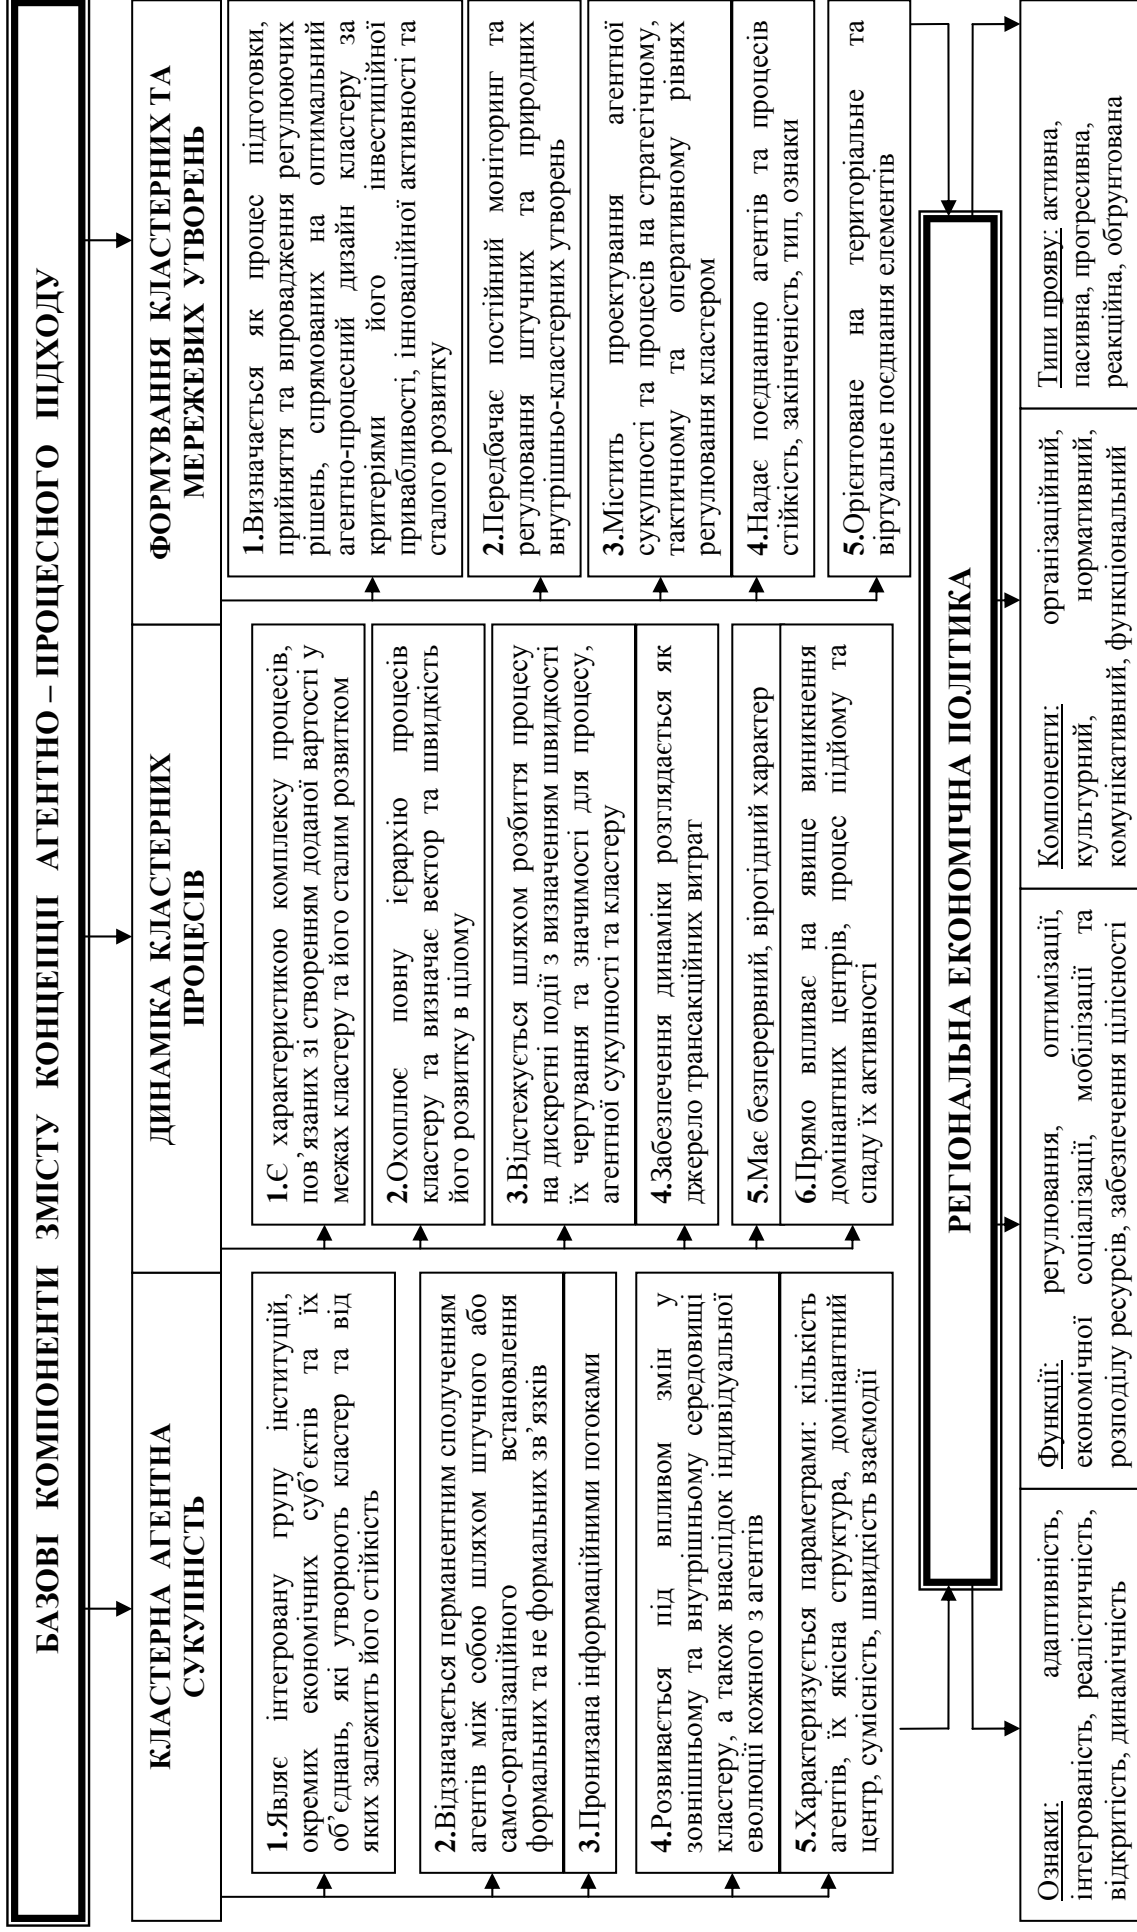 БАЗОВІ КОМПОНЕНТИ ЗМІСТУ КОНЦЕПЦІЇ АГЕНТНО – ПРОЦЕСНОГО ПІДХОДУ
КЛАСТЕРНА АГЕНТНА
СУКУПНІСТЬ
1.Являє інтегровану групу інституцій,
окремих економічних суб’єктів та їх
об’єднань, які утворюють кластер та від
яких залежить його стійкість
2.Відзначається перманентним сполученням
агентів між собою шляхом штучного або
само-організаційного встановлення
формальних та не формальних зв’язків
3.Пронизана інформаційними потоками
4.Розвивається під впливом змін у
зовнішньому та внутрішньому середовищі
кластеру, а також внаслідок індивідуальної
еволюції кожного з агентів
5.Характеризується параметрами: кількість
агентів, їх якісна структура, домінантний
центр, сумісність, швидкість взаємодії
ДИНАМІКА КЛАСТЕРНИХ
ПРОЦЕСІВ
1.Є характеристикою комплексу процесів,
пов’язаних зі створенням доданої вартості у
межах кластеру та його сталим розвитком
2.Охоплює повну ієрархію процесів
кластеру та визначає вектор та швидкість
його розвитку в цілому
3.Відстежується шляхом розбиття процесу
на дискретні події з визначенням швидкості
їх чергування та значимості для процесу,
агентної сукупності та кластеру
4.Забезпечення динаміки розглядається як
джерело трансакційних витрат
5.Має безперервний, вірогідний характер
6.Прямо впливає на явище виникнення
домінантних центрів, процес підйому та
спаду їх активності
ФОРМУВАННЯ КЛАСТЕРНИХ ТА
МЕРЕЖЕВИХ УТВОРЕНЬ
1.Визначається як процес підготовки,
прийняття та впровадження регулюючих
рішень, спрямованих на оптимальний
агентно-процесний дизайн кластеру за
критеріями його інвестиційної
привабливості, інноваційної активності та
сталого розвитку
2.Передбачає постійний моніторинг та
регулювання штучних та природних
внутрішньо-кластерних утворень
3.Містить проектування агентної
сукупності та процесів на стратегічному,
тактичному та оперативному рівнях
регулювання кластером
4.Надає поєднанню агентів та процесів
стійкість, закінченість, тип, ознаки
5.Орієнтоване на територіальне та
віртуальне поєднання елементів
РЕГІОНАЛЬНА ЕКОНОМІЧНА ПОЛІТИКА
Ознаки: адаптивність,
інтегрованість, реалістичність,
відкритість, динамічність
Функції: регулювання, оптимізації,
економічної соціалізації, мобілізації та
розподілу ресурсів, забезпечення цілісності
Компоненти: організаційний,
культурний, нормативний,
комунікативний, функціональний
Типи прояву: активна,
пасивна, прогресивна,
реакційна, обґрунтована